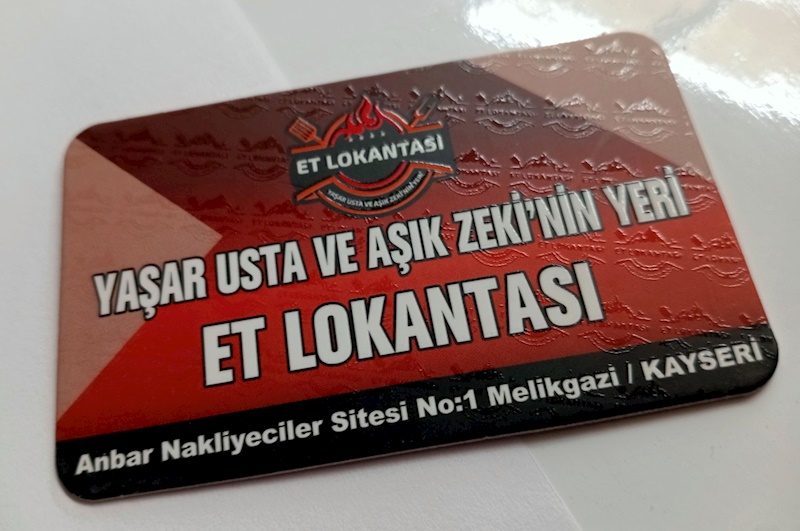 ET LOKANTASI
YAŞAR USTA VE AŞIK ZEKİ'NİN YERİ
YAŞAR USTA VE AŞIK ZEKİ'NİN YERİ
ET LOKANTASI
Anbar Nakliyeciler Sitesi No:1 Melikgazi / KAYSERİ